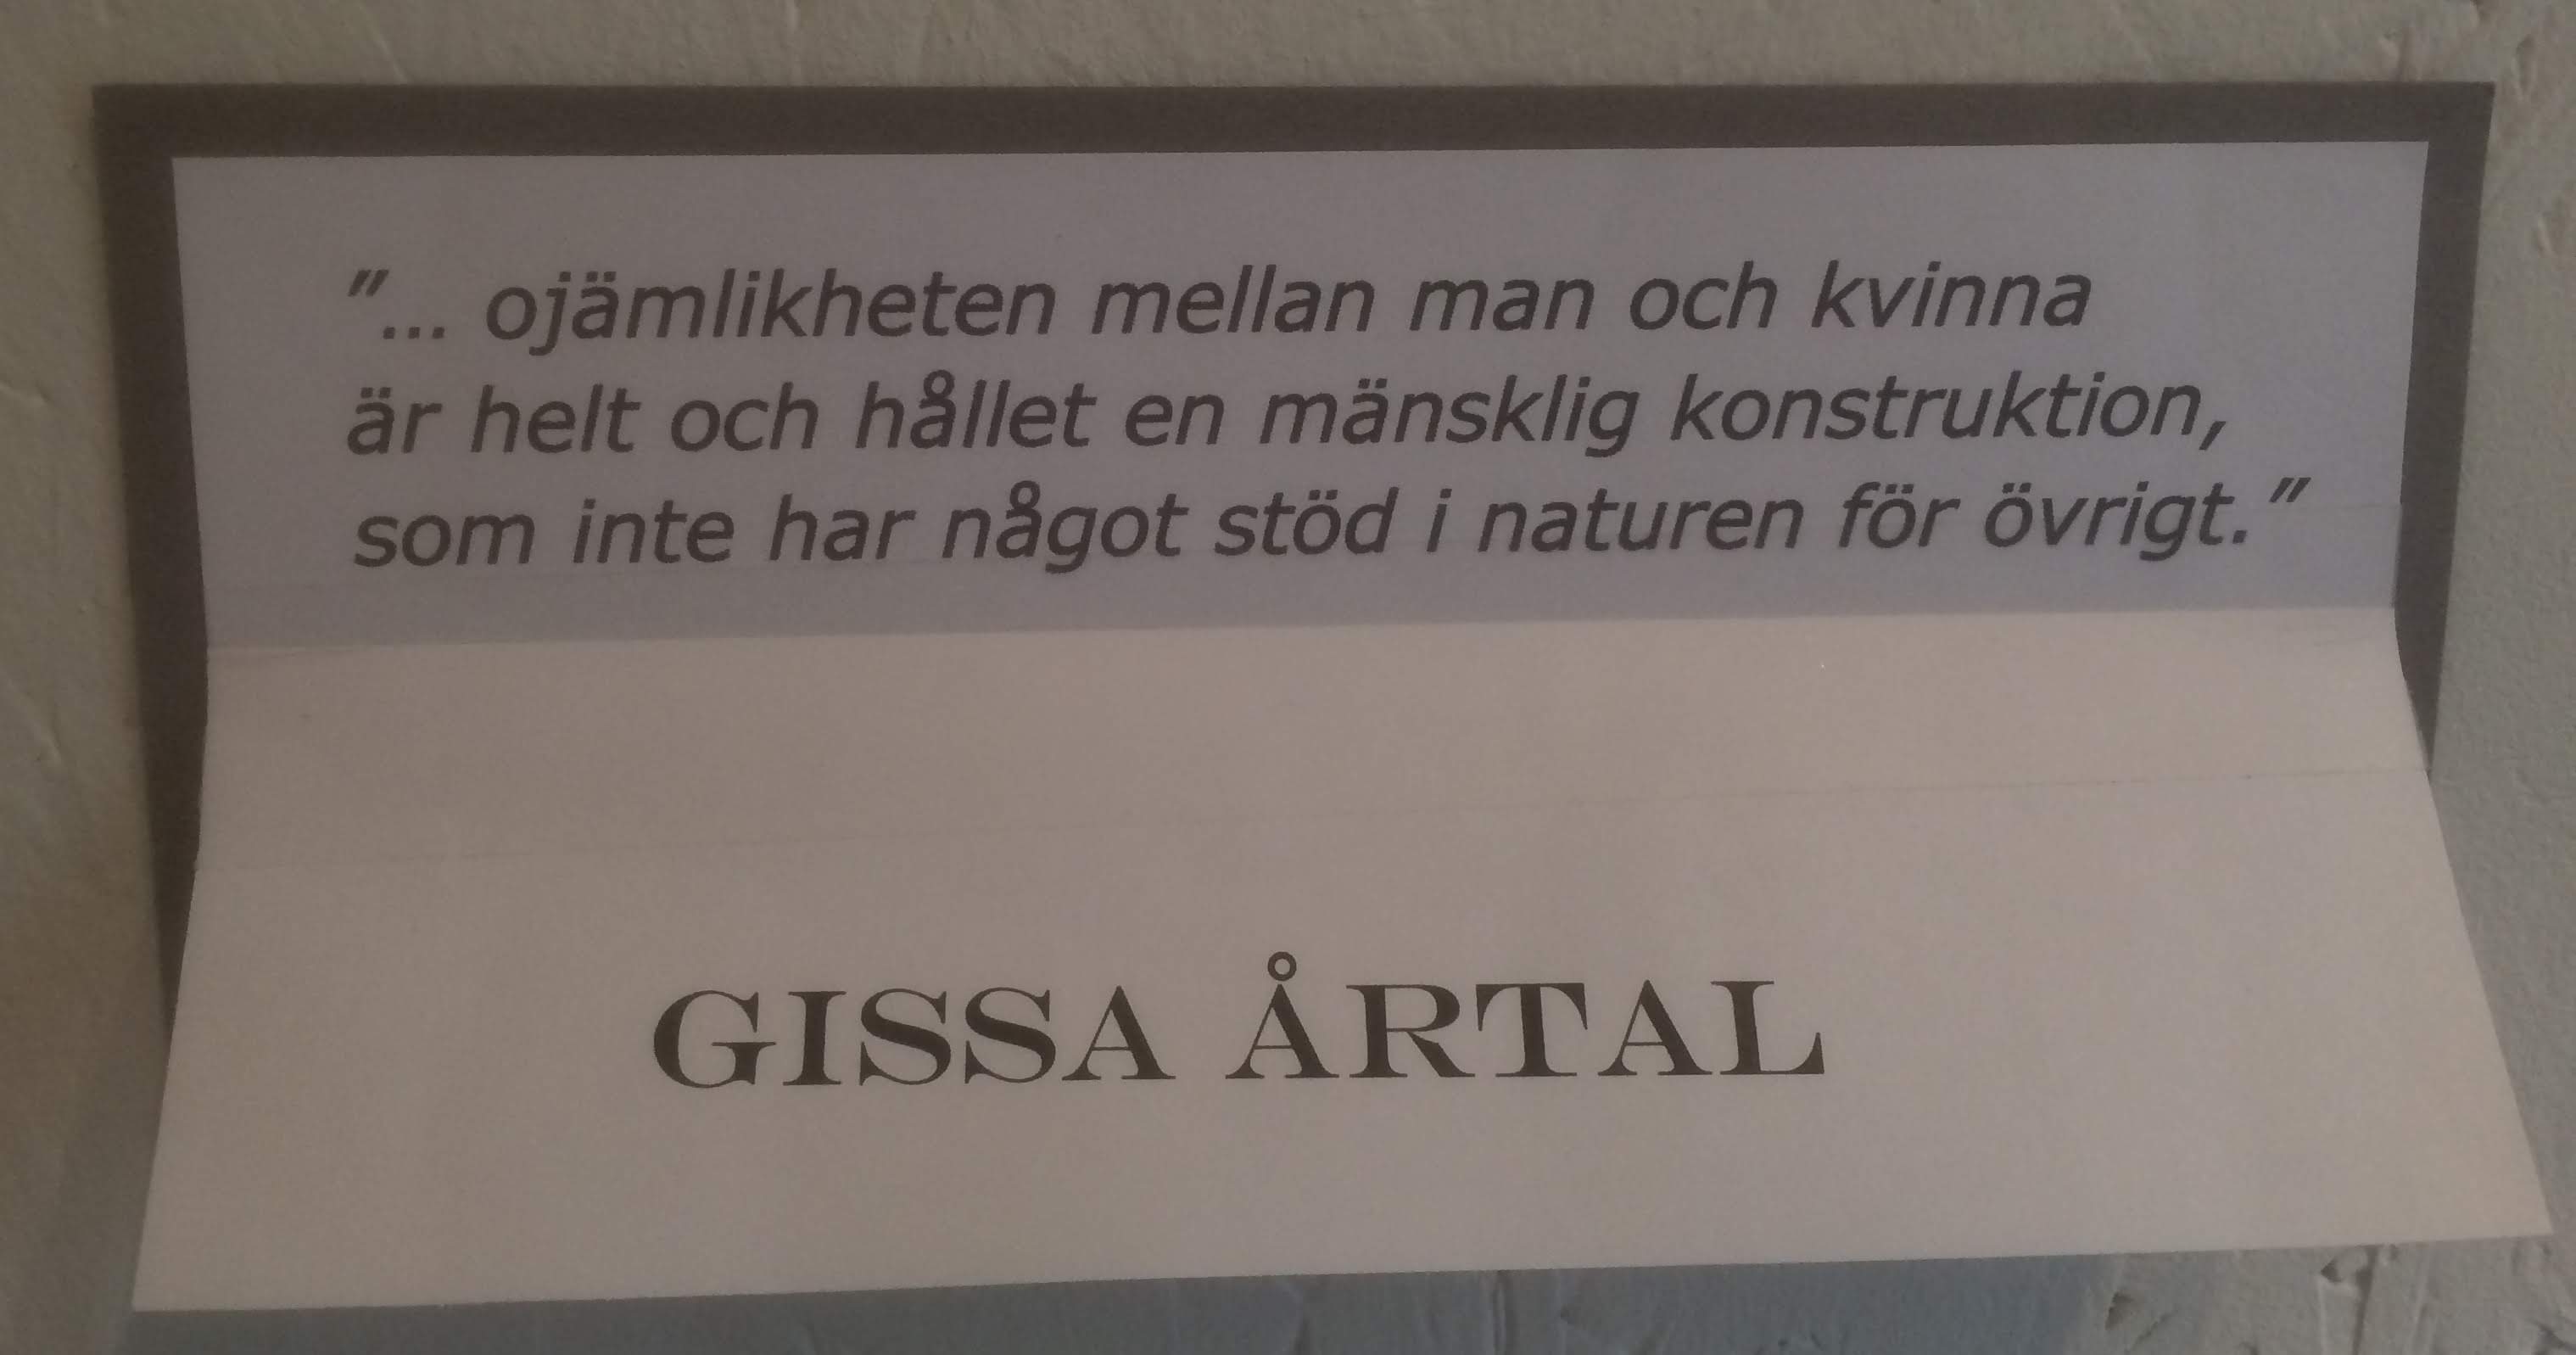 "... ojämlikheten mellan man och kvinna
är helt och hållet en mänsklig konstruktion,
som inte har något stöd i naturen för övrigt."
GISSA ÅRTAL